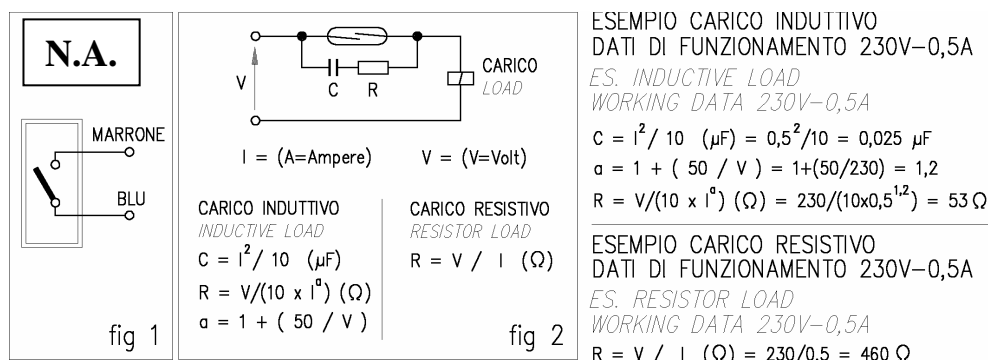 N.A.
MARRONE
BLU
fig 1
V
C R
CARICO
LOAD
I = (A=Ampere) V = (V=Volt)
CARICO INDUTTIVO
INDUCTIVE LOAD
C = I²/ 10 (µF)
R = V/(10 x Iª) (Ω)
a = 1 + ( 50 / V )
CARICO RESISTIVO
RESISTOR LOAD
R = V / I (Ω)
fig 2
ESEMPIO CARICO INDUTTIVO
DATI DI FUNZIONAMENTO 230V-0,5A
ES. INDUCTIVE LOAD
WORKING DATA 230V-0,5A
C = I²/ 10 (µF) = 0,5²/10 = 0,025 µF
a = 1 + ( 50 / V ) = 1+(50/230) = 1,2
R = V/(10 x Iª) (Ω) = 230/(10x0,5¹,²) = 53 Ω
ESEMPIO CARICO RESISTIVO
DATI DI FUNZIONAMENTO 230V-0,5A
ES. RESISTOR LOAD
WORKING DATA 230V-0,5A
R = V / I (Ω) = 230/0,5 = 460 Ω